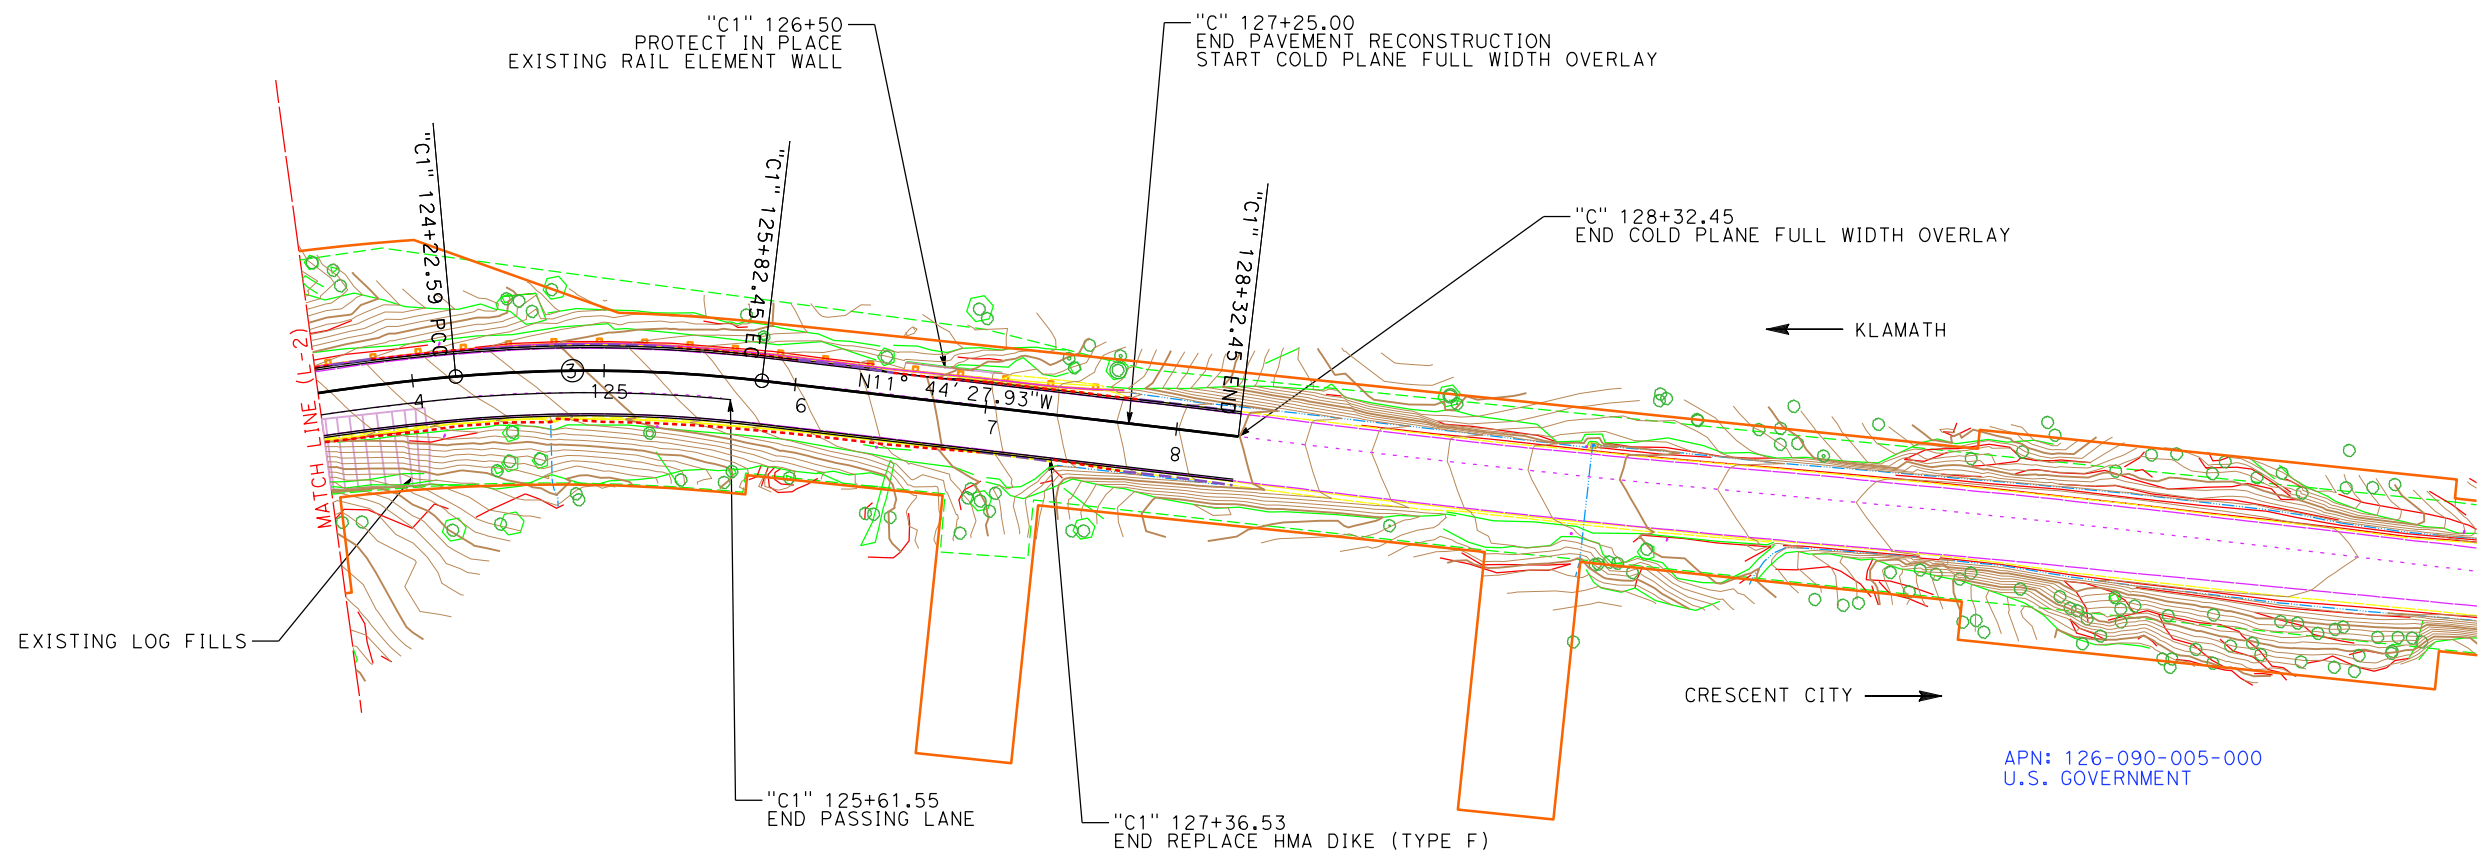 "C1" 126+50
PROTECT IN PLACE
EXISTING RAIL ELEMENT WALL
"C" 127+25.00
END PAVEMENT RECONSTRUCTION
START COLD PLANE FULL WIDTH OVERLAY
"C1" 124+22.59 PCC
"C1" 125+82.45 EC
"C1" 128+32.45 END
"C" 128+32.45
END COLD PLANE FULL WIDTH OVERLAY
KLAMATH
MATCH LINE (L-2)
3
4
125
6
N11° 44' 27.93"W
7
8
EXISTING LOG FILLS
CRESCENT CITY
APN: 126-090-005-000
U.S. GOVERNMENT
"C1" 125+61.55
END PASSING LANE
"C1" 127+36.53
END REPLACE HMA DIKE (TYPE F)